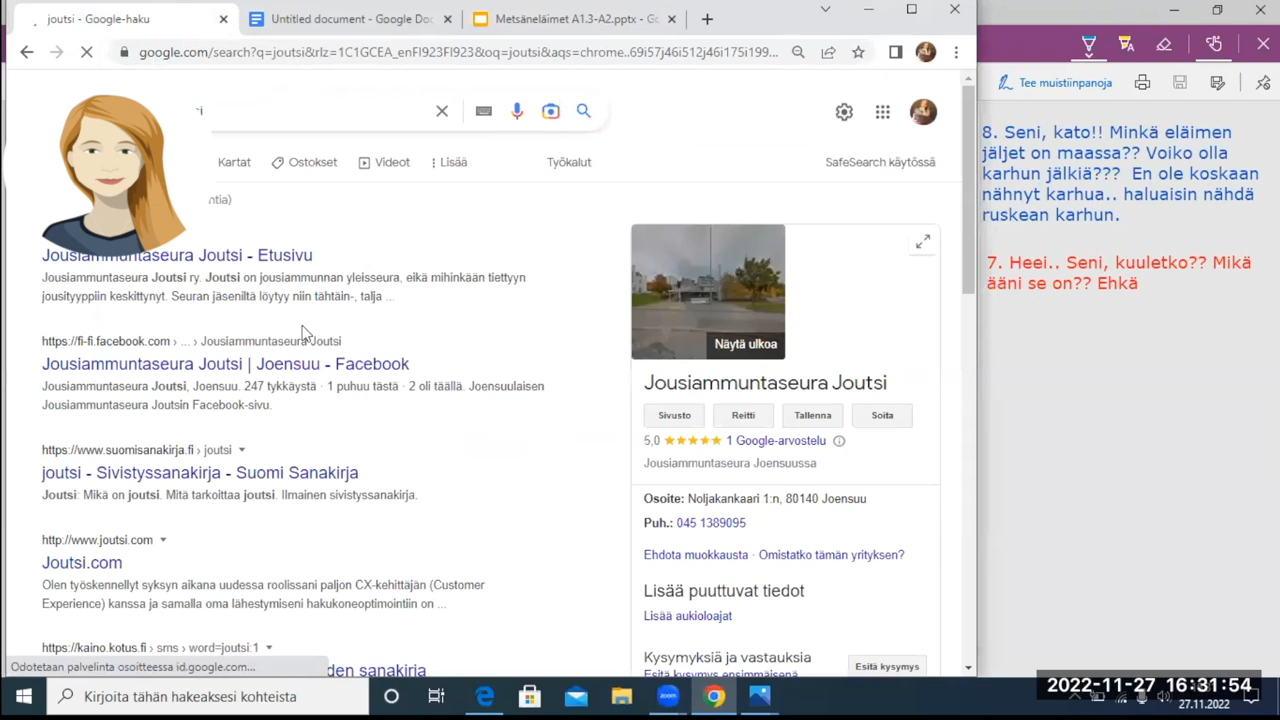 joutsi - Google-haku
Untitled document - Google Doc
Metsäneläimet A1.3-A2.pptx - Go
google.com/search?q=joutsi&rlz=1C1GCEA_enFI923FI923&oq=joutsi&aqs=chrome..69i57j46i512j46i175i199...
Tee muistiinpanoja
Kartat
Ostokset
Videot
Lisää
Työkalut
SafeSearch käytössä
Jousiammuntaseura Joutsi - Etusivu
Jousiammuntaseura Joutsi ry. Joutsi on jousiammunnan yleisseura, eikä mihinkään tiettyyn
jousityyppiin keskittynyt. Seuran jäseniltä löytyy niin tähtäin-, talja ...
https://fi-fi.facebook.com › ... › Jousiammuntaseura Joutsi
Jousiammuntaseura Joutsi | Joensuu - Facebook
Jousiammuntaseura Joutsi, Joensuu. 247 tykkäystä · 1 puhuu tästä · 2 oli täällä. Joensuulaisen
Jousiammuntaseura Joutsin Facebook-sivu.
https://www.suomisanakirja.fi › joutsi
joutsi - Sivistyssanakirja - Suomi Sanakirja
Joutsi: Mikä on joutsi. Mitä tarkoittaa joutsi. Ilmainen sivistyssanakirja.
http://www.joutsi.com
Joutsi.com
Olen työskennellyt syksyn aikana uudessa roolissani paljon CX-kehittäjän (Customer
Experience) kanssa ja samalla oma lähestymiseni hakukoneoptimointiin on ...
https://kaino.kotus.fi › sms › word=joutsi:1
den sanakirja
Odotetaan palvelinta osoitteessa id.google.com...
Näytä ulkoa
Jousiammuntaseura Joutsi
Sivusto
Reitti
Tallenna
Soita
5,0
1 Google-arvostelu
Jousiammuntaseura Joensuussa
Osoite: Noljakankaari 1:n, 80140 Joensuu
Puh.: 045 1389095
Ehdota muokkausta · Omistatko tämän yrityksen?
Lisää puuttuvat tiedot
Lisää aukioloajat
Kysymyksiä ja vastauksia
Esitä kysymys
Esitä kysymys ensimmäisenä
8. Seni, kato!! Minkä eläimen
jäljet on maassa?? Voiko olla
karhun jälkiä??? En ole koskaan
nähnyt karhua.. haluaisin nähdä
ruskean karhun.
7. Heei.. Seni, kuuletko?? Mikä
ääni se on?? Ehkä
Kirjoita tähän hakeaksesi kohteista
zoom
2022-11-27 16:31:54
27.11.2022